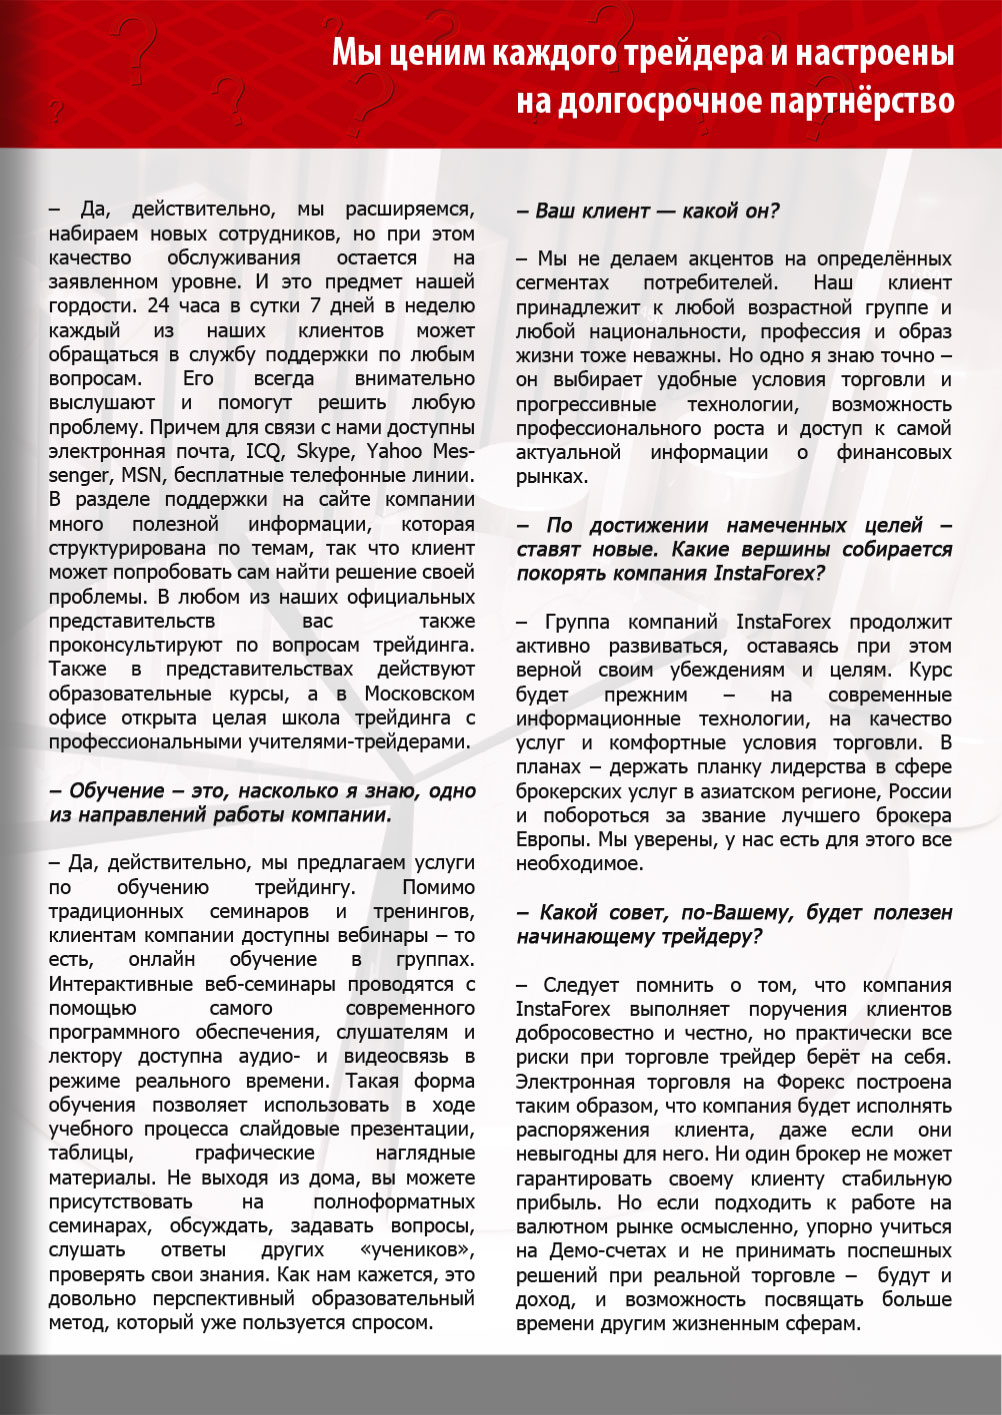 Мы ценим каждого трейдера и настроены
на долгосрочное партнёрство
– Да, действительно, мы расширяемся,
набираем новых сотрудников, но при этом
качество обслуживания остается на
заявленном уровне. И это предмет нашей
гордости. 24 часа в сутки 7 дней в неделю
каждый из наших клиентов может
обращаться в службу поддержки по любым
вопросам. Его всегда внимательно
выслушают и помогут решить любую
проблему. Причем для связи с нами доступны
электронная почта, ICQ, Skype, Yahoo Mes-
senger, MSN, бесплатные телефонные линии.
В разделе поддержки на сайте компании
много полезной информации, которая
структурирована по темам, так что клиент
может попробовать сам найти решение своей
проблемы. В любом из наших официальных
представительств вас также
проконсультируют по вопросам трейдинга.
Также в представительствах действуют
образовательные курсы, а в Московском
офисе открыта целая школа трейдинга с
профессиональными учителями-трейдерами.
– Обучение – это, насколько я знаю, одно
из направлений работы компании.
– Да, действительно, мы предлагаем услуги
по обучению трейдингу. Помимо
традиционных семинаров и тренингов,
клиентам компании доступны вебинары – то
есть, онлайн обучение в группах.
Интерактивные веб-семинары проводятся с
помощью самого современного
программного обеспечения, слушателям и
лектору доступна аудио- и видеосвязь в
режиме реального времени. Такая форма
обучения позволяет использовать в ходе
учебного процесса слайдовые презентации,
таблицы, графические наглядные
материалы. Не выходя из дома, вы можете
присутствовать на полноформатных
семинарах, обсуждать, задавать вопросы,
слушать ответы других «учеников»,
проверять свои знания. Как нам кажется, это
довольно перспективный образовательный
метод, который уже пользуется спросом.
– Ваш клиент — какой он?
– Мы не делаем акцентов на определённых
сегментах потребителей. Наш клиент
принадлежит к любой возрастной группе и
любой национальности, профессия и образ
жизни тоже неважны. Но одно я знаю точно –
он выбирает удобные условия торговли и
прогрессивные технологии, возможность
профессионального роста и доступ к самой
актуальной информации о финансовых
рынках.
– По достижении намеченных целей –
ставят новые. Какие вершины собирается
покорять компания InstaForex?
– Группа компаний InstaForex продолжит
активно развиваться, оставаясь при этом
верной своим убеждениям и целям. Курс
будет прежним – на современные
информационные технологии, на качество
услуг и комфортные условия торговли. В
планах – держать планку лидерства в сфере
брокерских услуг в азиатском регионе, России
и побороться за звание лучшего брокера
Европы. Мы уверены, у нас есть для этого все
необходимое.
– Какой совет, по-Вашему, будет полезен
начинающему трейдеру?
– Следует помнить о том, что компания
InstaForex выполняет поручения клиентов
добросовестно и честно, но практически все
риски при торговле трейдер берёт на себя.
Электронная торговля на Форекс построена
таким образом, что компания будет исполнять
распоряжения клиента, даже если они
невыгодны для него. Ни один брокер не может
гарантировать своему клиенту стабильную
прибыль. Но если подходить к работе на
валютном рынке осмысленно, упорно учиться
на Демо-счетах и не принимать поспешных
решений при реальной торговле – будут и
доход, и возможность посвящать больше
времени другим жизненным сферам.